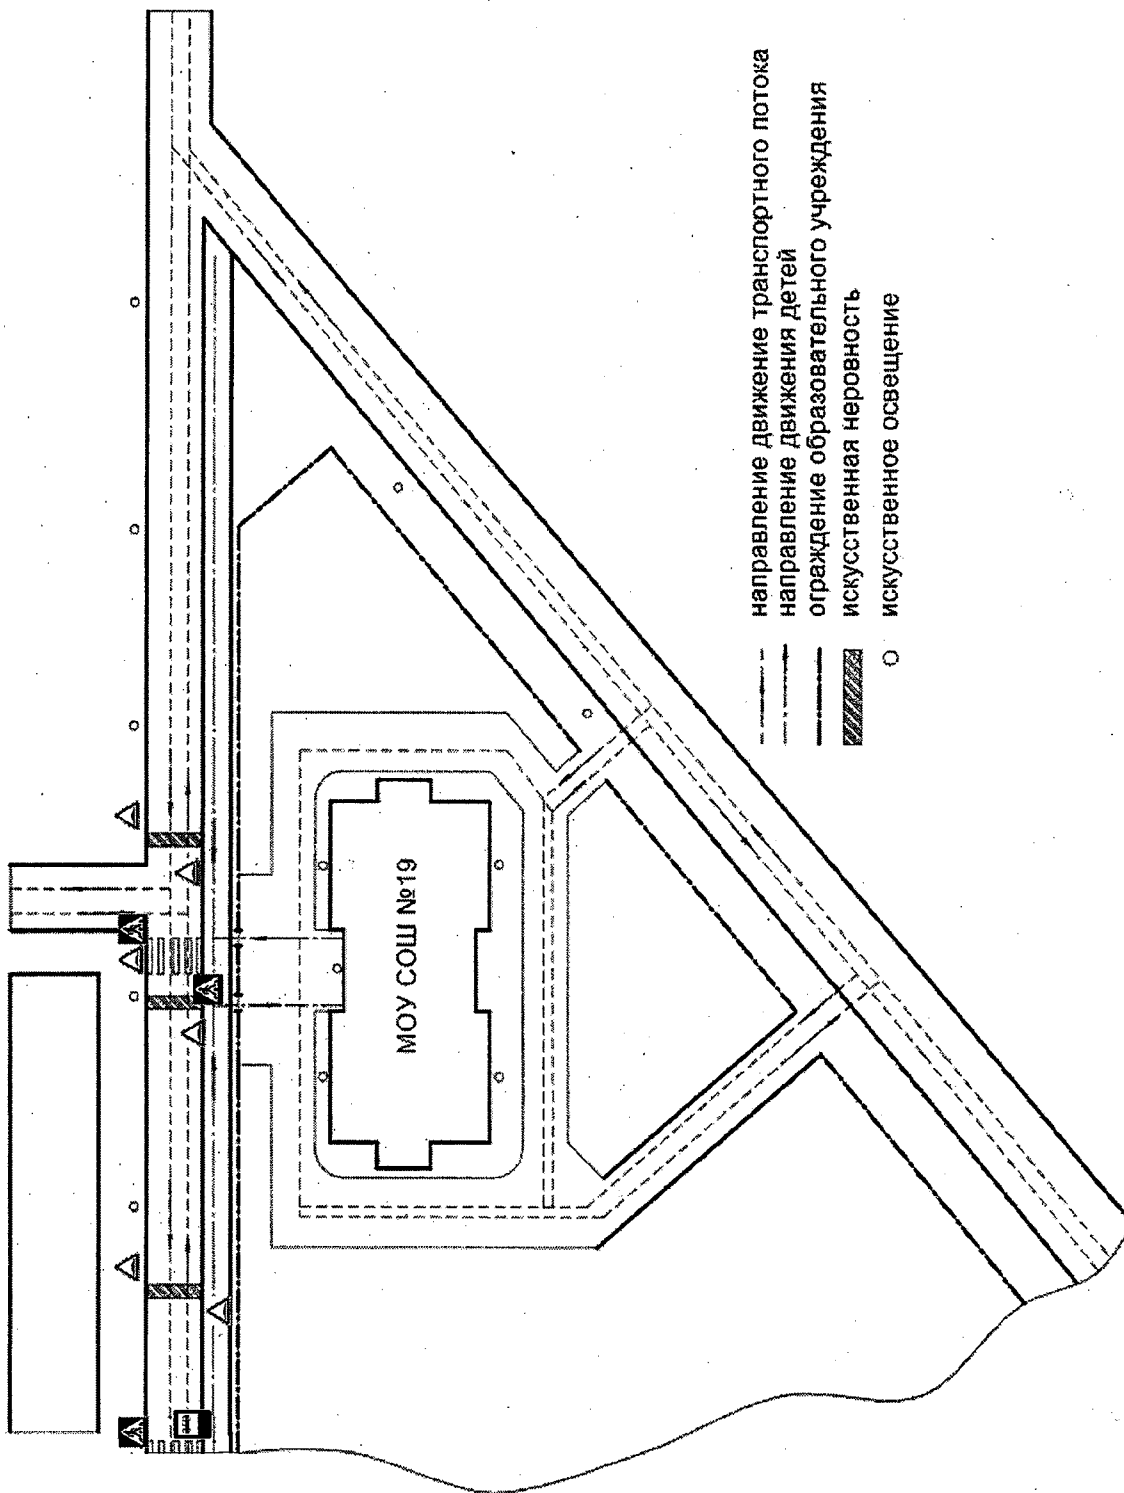 МОУ СОШ №19
направление движение транспортного потока
направление движения детей
ограждение образовательного учреждения
искусственная неровность
искусственное освещение